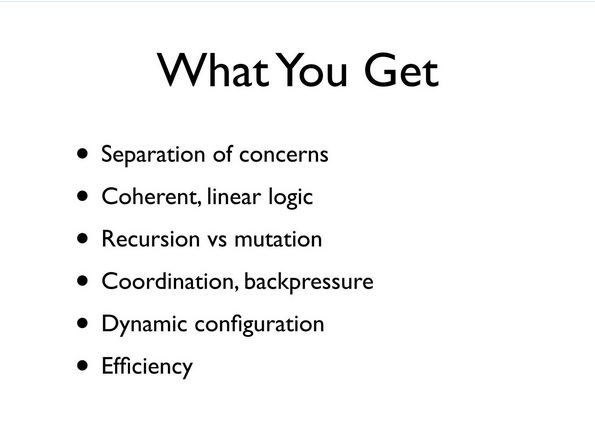 What You Get
• Separation of concerns
• Coherent, linear logic
• Recursion vs mutation
• Coordination, backpressure
• Dynamic configuration
• Efficiency